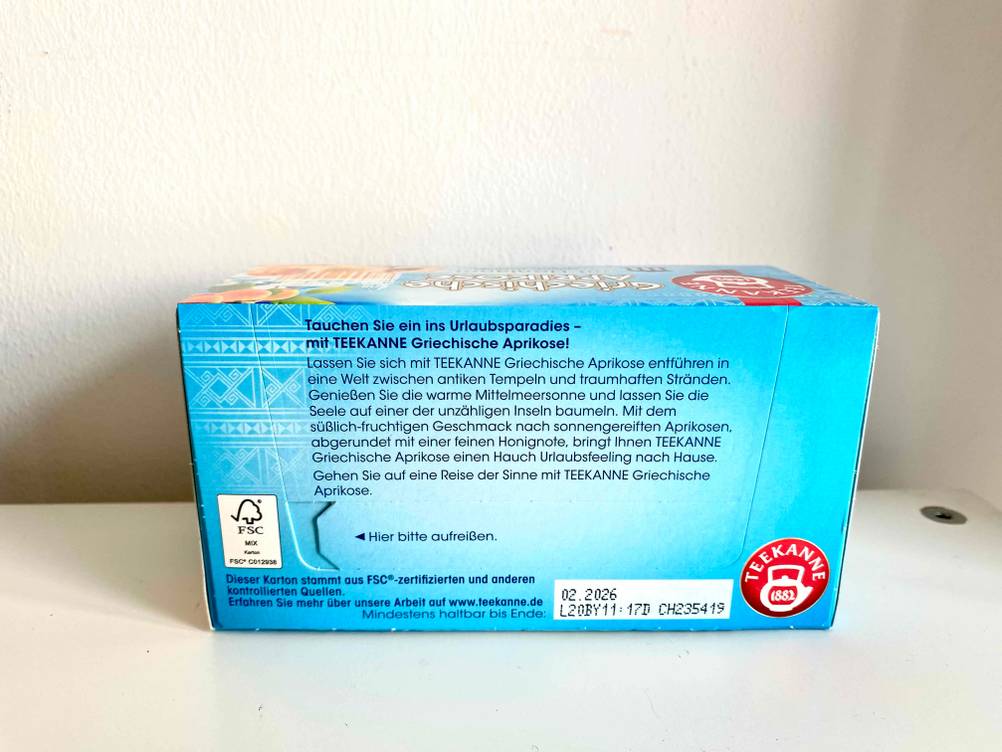 Griechische
Aprikose
TEEKANNE
Tauchen Sie ein ins Urlaubsparadies –
mit TEEKANNE Griechische Aprikose!
Lassen Sie sich mit TEEKANNE Griechische Aprikose entführen in
eine Welt zwischen antiken Tempeln und traumhaften Stränden.
Genießen Sie die warme Mittelmeersonne und lassen Sie die
Seele auf einer der unzähligen Inseln baumeln. Mit dem
süßlich-fruchtigen Geschmack nach sonnengereiften Aprikosen,
abgerundet mit einer feinen Honignote, bringt Ihnen TEEKANNE
Griechische Aprikose einen Hauch Urlaubsfeeling nach Hause.
Gehen Sie auf eine Reise der Sinne mit TEEKANNE Griechische
Aprikose.
◄ Hier bitte aufreißen.
FSC
MIX
Karton
FSC® C012938
Dieser Karton stammt aus FSC®-zertifizierten und anderen
kontrollierten Quellen.
Erfahren Sie mehr über unsere Arbeit auf www.teekanne.de
Mindestens haltbar bis Ende:
02.2026
L20BY11:17D CH235419
TEEKANNE
1882